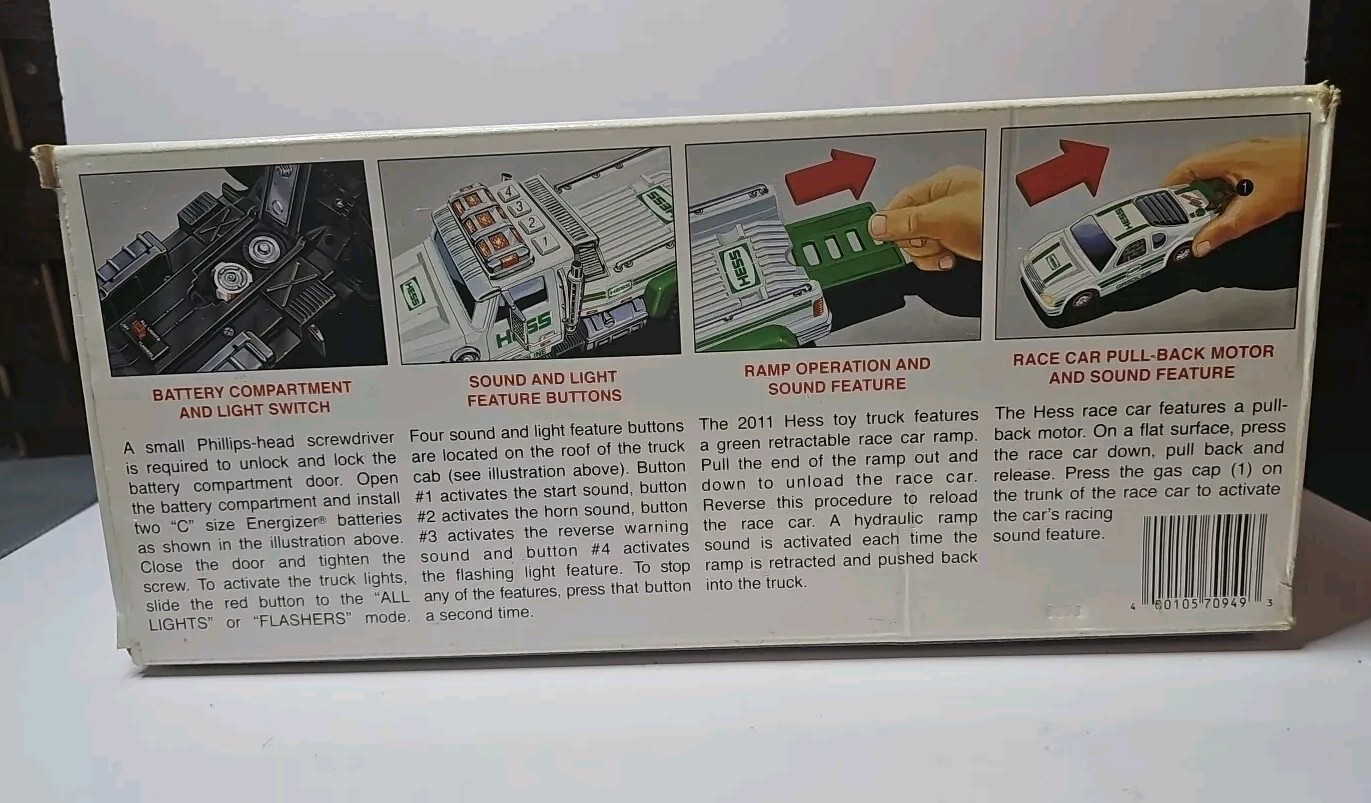 4
3
2
1
HESS
HESS
HESS
HESS
HESS
HESS
HESS
1
BATTERY COMPARTMENT
AND LIGHT SWITCH
A small Phillips-head screwdriver
is required to unlock and lock the
battery compartment door. Open
the battery compartment and install
two “C” size Energizer® batteries
as shown in the illustration above.
Close the door and tighten the
screw. To activate the truck lights,
slide the red button to the “ALL
LIGHTS” or “FLASHERS” mode.
SOUND AND LIGHT
FEATURE BUTTONS
Four sound and light feature buttons
are located on the roof of the truck
cab (see illustration above). Button
#1 activates the start sound, button
#2 activates the horn sound, button
#3 activates the reverse warning
sound and button #4 activates
the flashing light feature. To stop
any of the features, press that button
a second time.
RAMP OPERATION AND
SOUND FEATURE
The 2011 Hess toy truck features
a green retractable race car ramp.
Pull the end of the ramp out and
down to unload the race car.
Reverse this procedure to reload
the race car. A hydraulic ramp
sound is activated each time the
ramp is retracted and pushed back
into the truck.
RACE CAR PULL-BACK MOTOR
AND SOUND FEATURE
The Hess race car features a pull-
back motor. On a flat surface, press
the race car down, pull back and
release. Press the gas cap (1) on
the trunk of the race car to activate
the car's racing
sound feature.
4 00105 70949 3